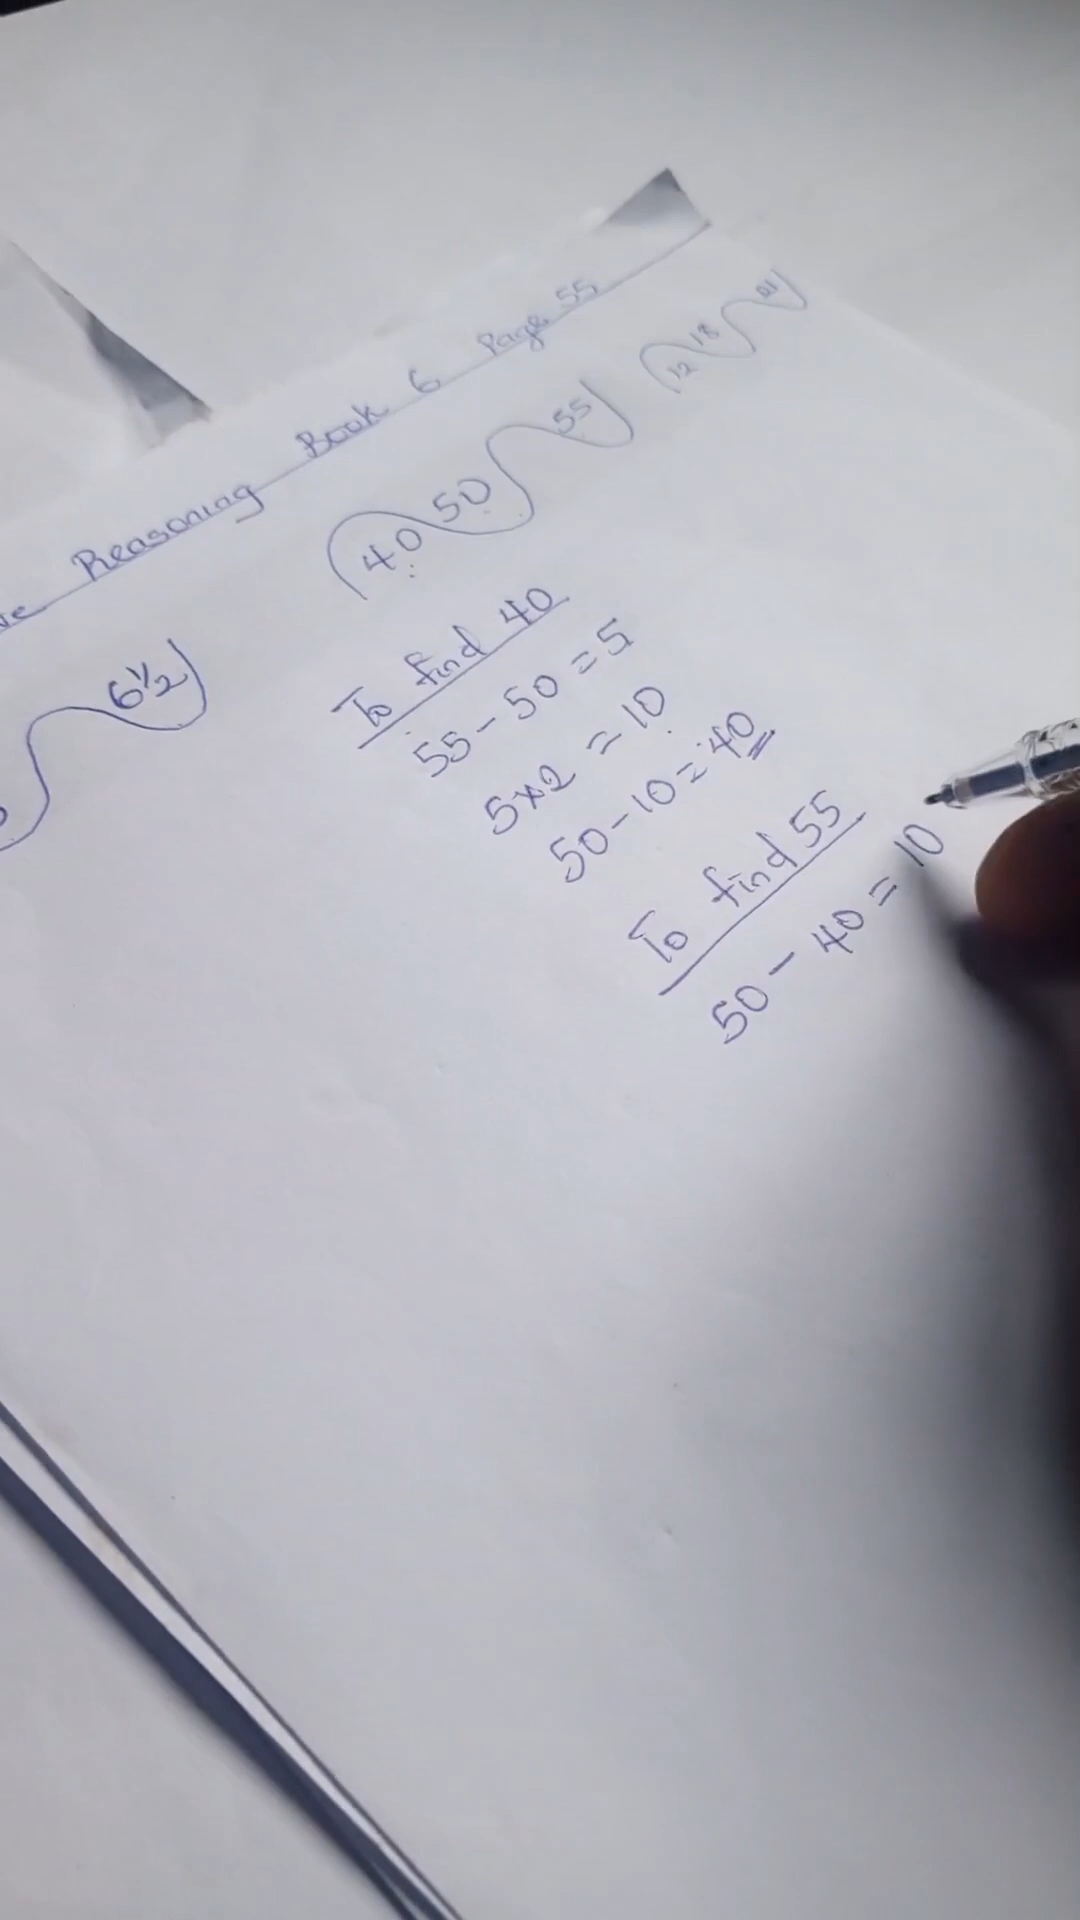 Reasoning Book 6 Page 55
6½
40 50 55
12 18 21
To find 40
55 - 50 = 5
5×2 = 10
50 - 10 = 40
To find 55
50 - 40 = 10